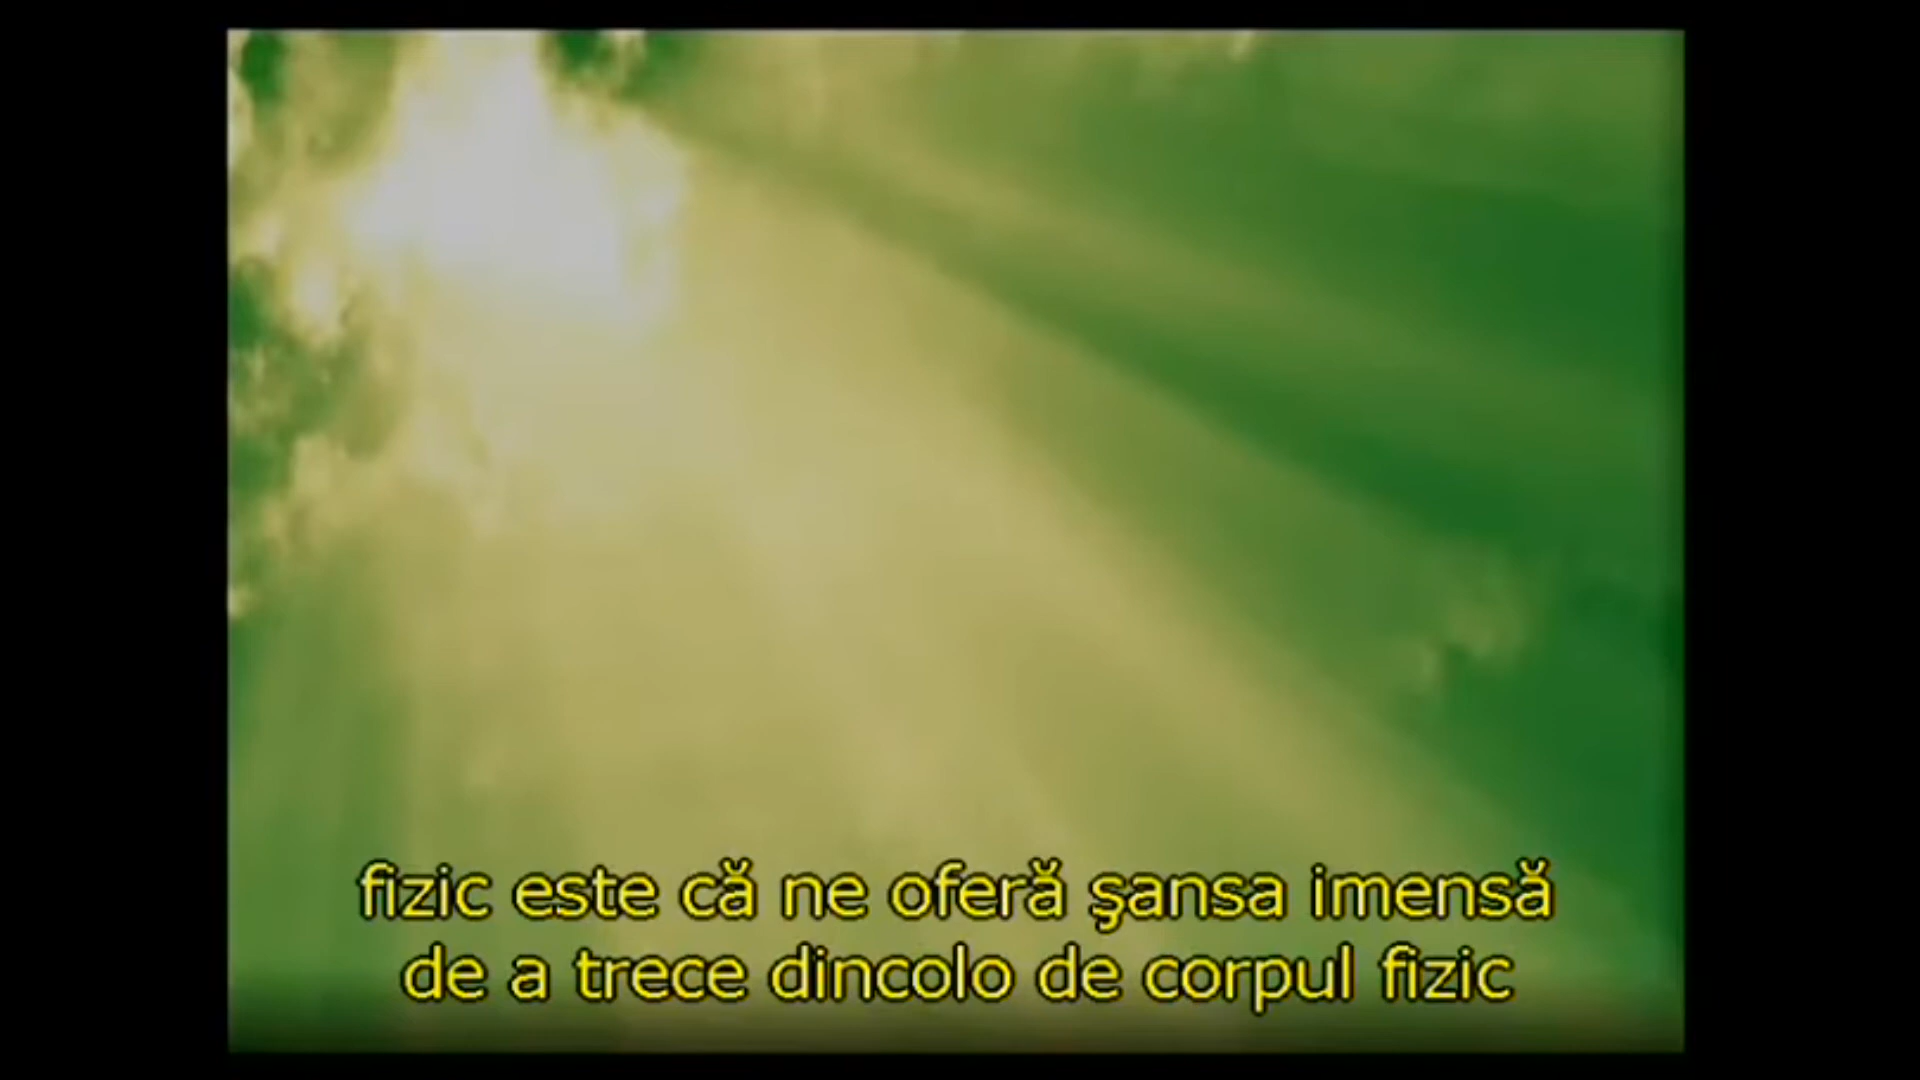 fizic este că ne oferă şansa imensă
de a trece dincolo de corpul fizic